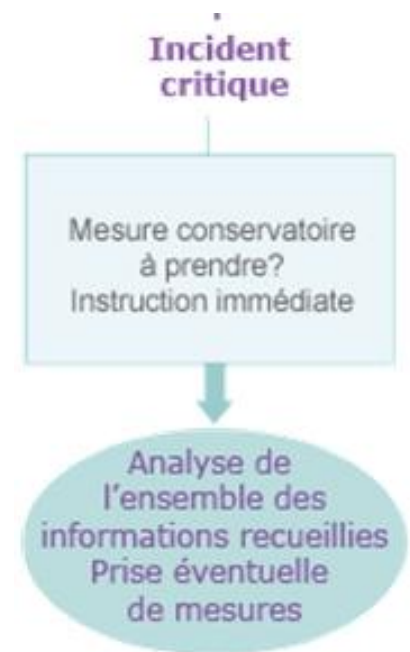 Incident
critique
Mesure conservatoire
à prendre?
Instruction immédiate
Analyse de
l'ensemble des
informations recueillies
Prise éventuelle
de mesures